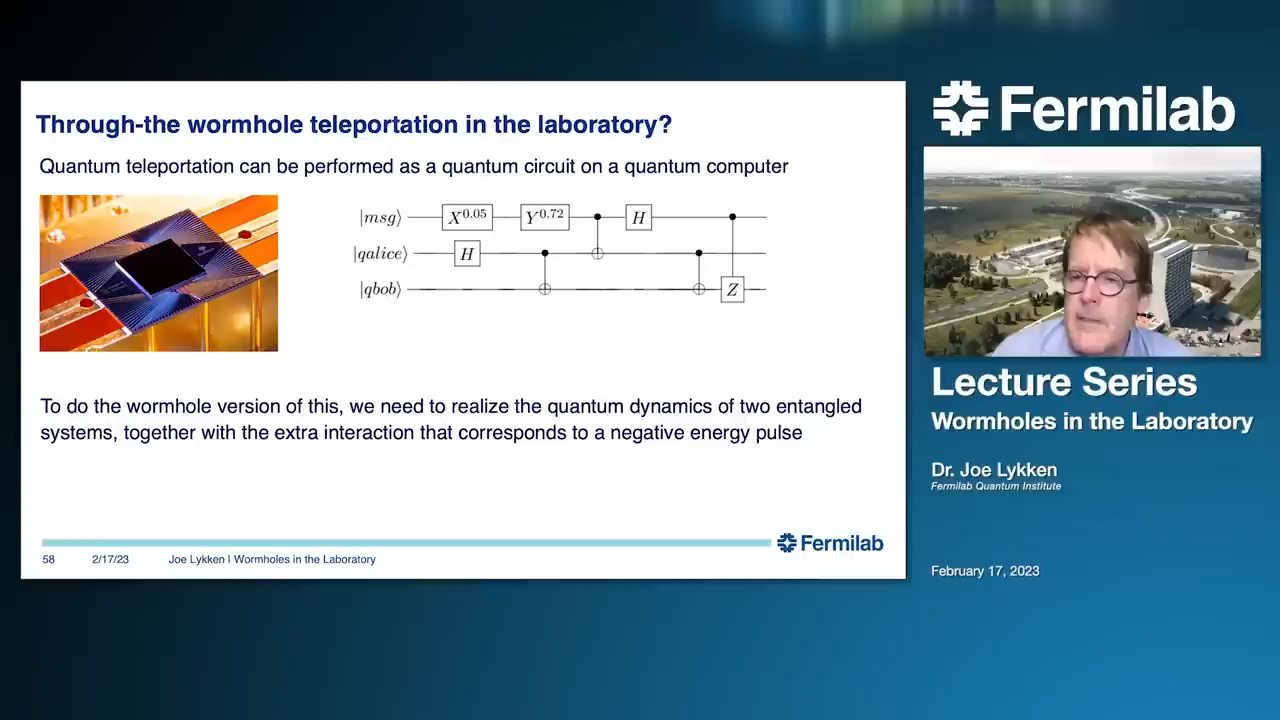 Through-the wormhole teleportation in the laboratory?
Quantum teleportation can be performed as a quantum circuit on a quantum computer
|msg⟩ X^0.05 Y^0.72 H
|qalice⟩ H
|qbob⟩ Z
To do the wormhole version of this, we need to realize the quantum dynamics of two entangled
systems, together with the extra interaction that corresponds to a negative energy pulse
Fermilab
58 2/17/23 Joe Lykken | Wormholes in the Laboratory
Fermilab
Lecture Series
Wormholes in the Laboratory
Dr. Joe Lykken
Fermilab Quantum Institute
February 17, 2023